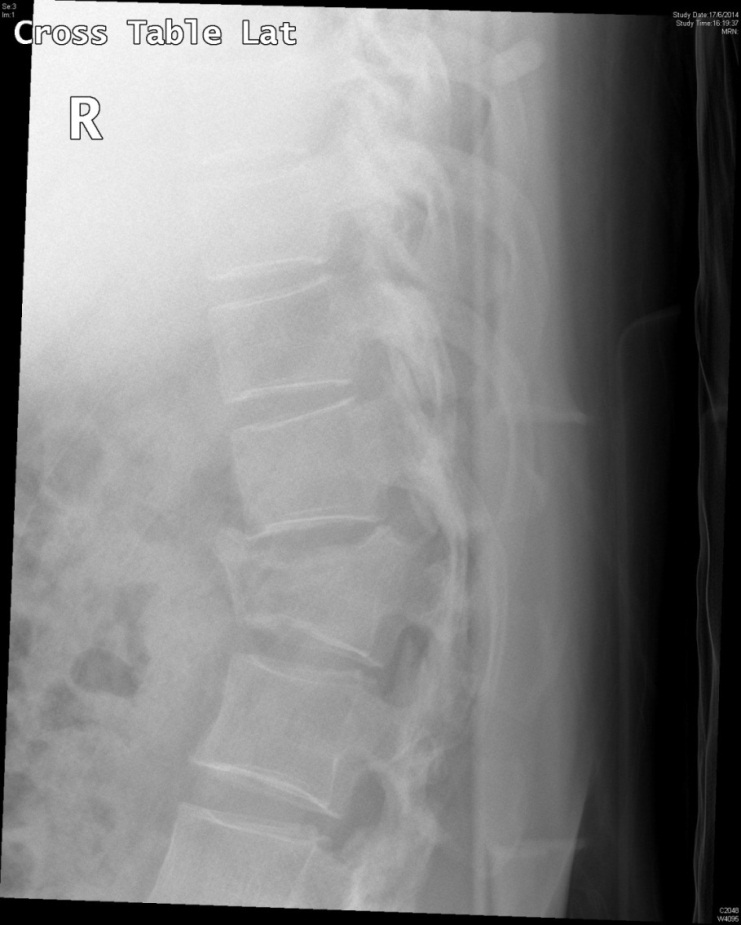 Se:3
Im:1
Study Date:17/6/2014
Study Time:16:19:37
MRN:
Cross Table Lat
R
C2048
W4095